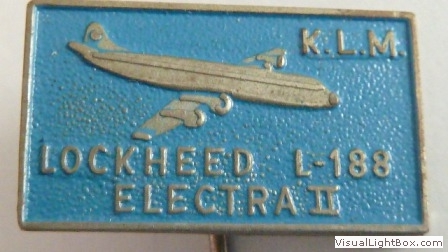 K.L.M.
LOCKHEED L-188
ELECTRA II
VisualLightBox.com